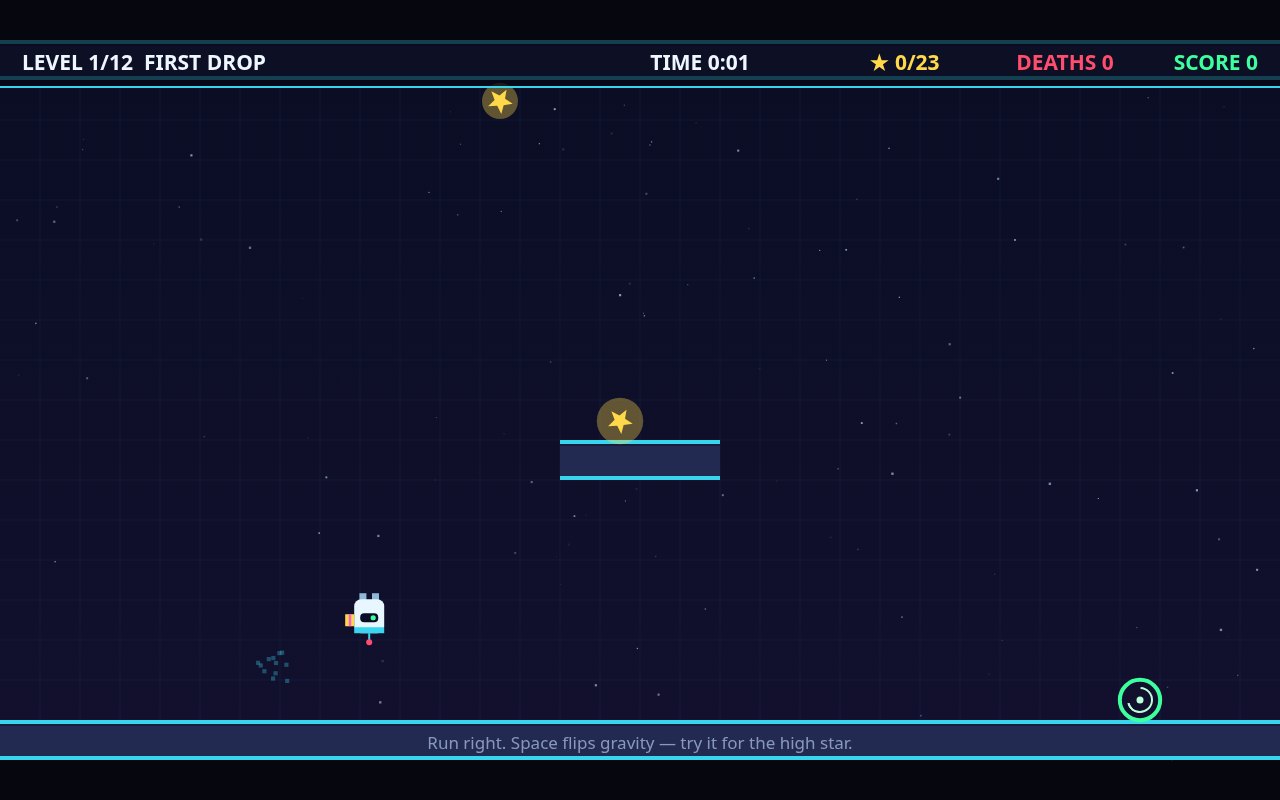 LEVEL 1/12 FIRST DROP TIME 0:01 ★ 0/23 DEATHS 0 SCORE 0
Run right. Space flips gravity — try it for the high star.